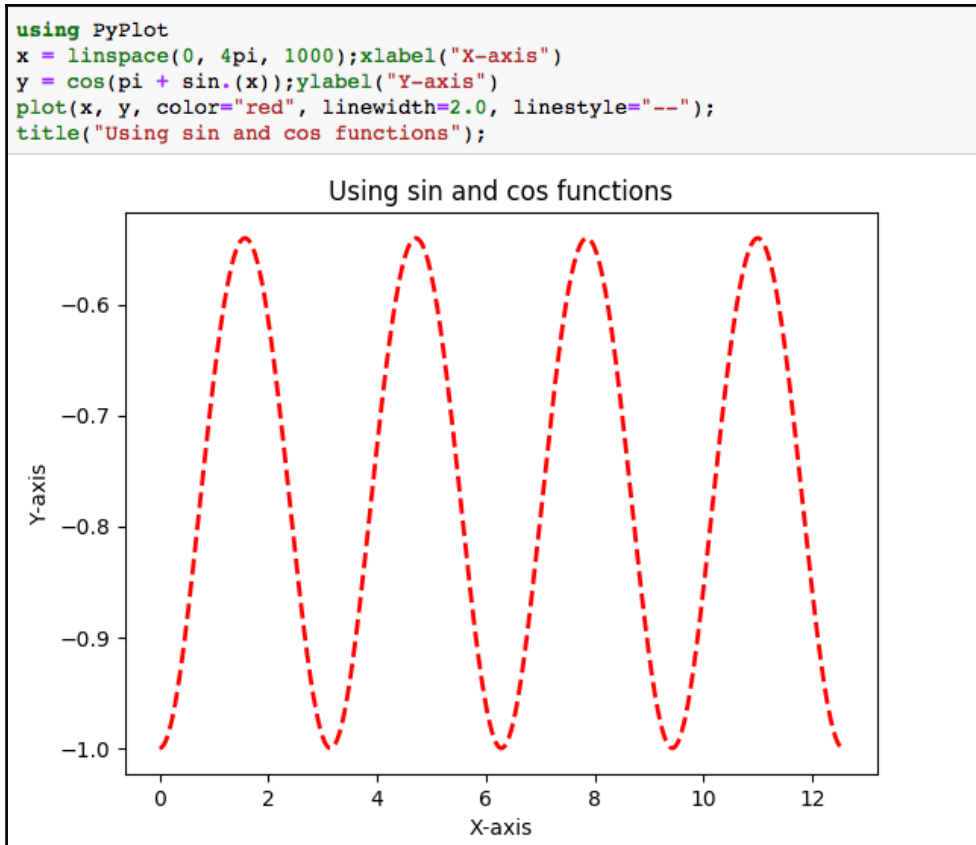 using PyPlot
x = linspace(0, 4pi, 1000);xlabel("X-axis")
y = cos(pi + sin.(x));ylabel("Y-axis")
plot(x, y, color="red", linewidth=2.0, linestyle="--");
title("Using sin and cos functions");
Using sin and cos functions
−0.6
−0.7
−0.8
−0.9
−1.0
Y-axis
0 2 4 6 8 10 12
X-axis